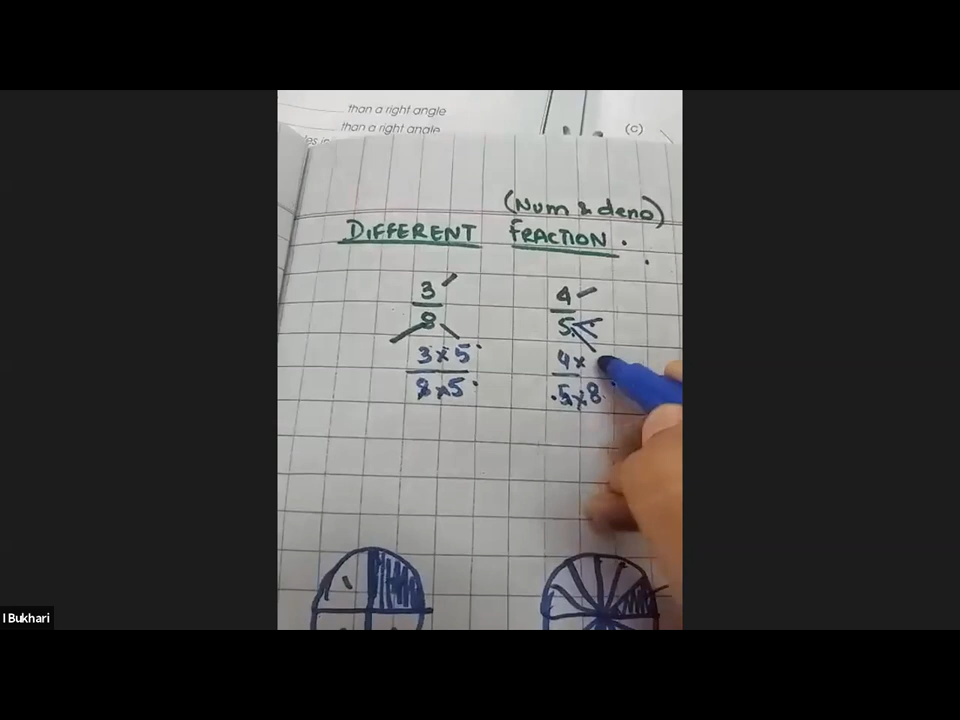 than a right angle
than a right angle
(c)
(Num & deno)
DIFFERENT FRACTION.
3 4
8 5
3x5 4x
8x5 5x8
I Bukhari